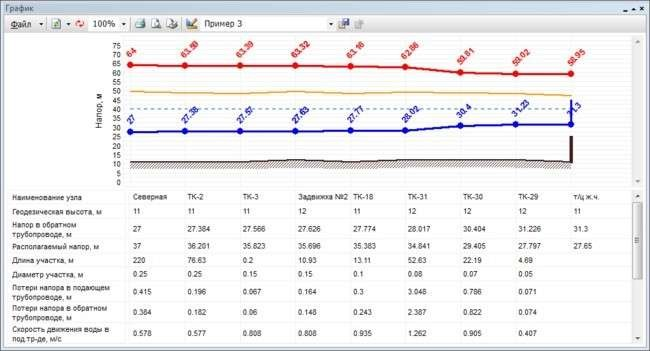 График
Файл 100% Пример 3
Напор, м
75
70
65
60
55
50
45
40
35
30
25
20
15
10
5
0
64 63.59 63.39 63.32 63.16 62.86 59.81 59.02 58.95
27 27.38 27.57 27.63 27.77 28.02 30.4 31.23 31.3
Наименование узла Северная ТК-2 ТК-3 Задвижка №2 ТК-18 ТК-31 ТК-30 ТК-29 т/ц ж.ч.
Геодезическая высота, м 11 11 11 12 11 12 12 12 11
Напор в обратном
трубопроводе, м 27 27.384 27.566 27.626 27.774 28.017 30.404 31.226 31.3
Располагаемый напор, м 37 36.201 35.823 35.696 35.383 34.841 29.405 27.797 27.65
Длина участка, м 220 76.63 0.2 10.93 13.11 52.63 22.19 4.69
Диаметр участка, м 0.25 0.25 0.15 0.15 0.1 0.08 0.07 0.05
Потери напора в подающем
трубопроводе, м 0.415 0.196 0.067 0.164 0.3 3.048 0.786 0.071
Потери напора в обратном
трубопроводе, м 0.384 0.182 0.06 0.148 0.243 2.387 0.822 0.074
Скорость движения воды в
под.тр-де, м/с 0.578 0.577 0.808 0.808 0.935 1.262 0.905 0.407